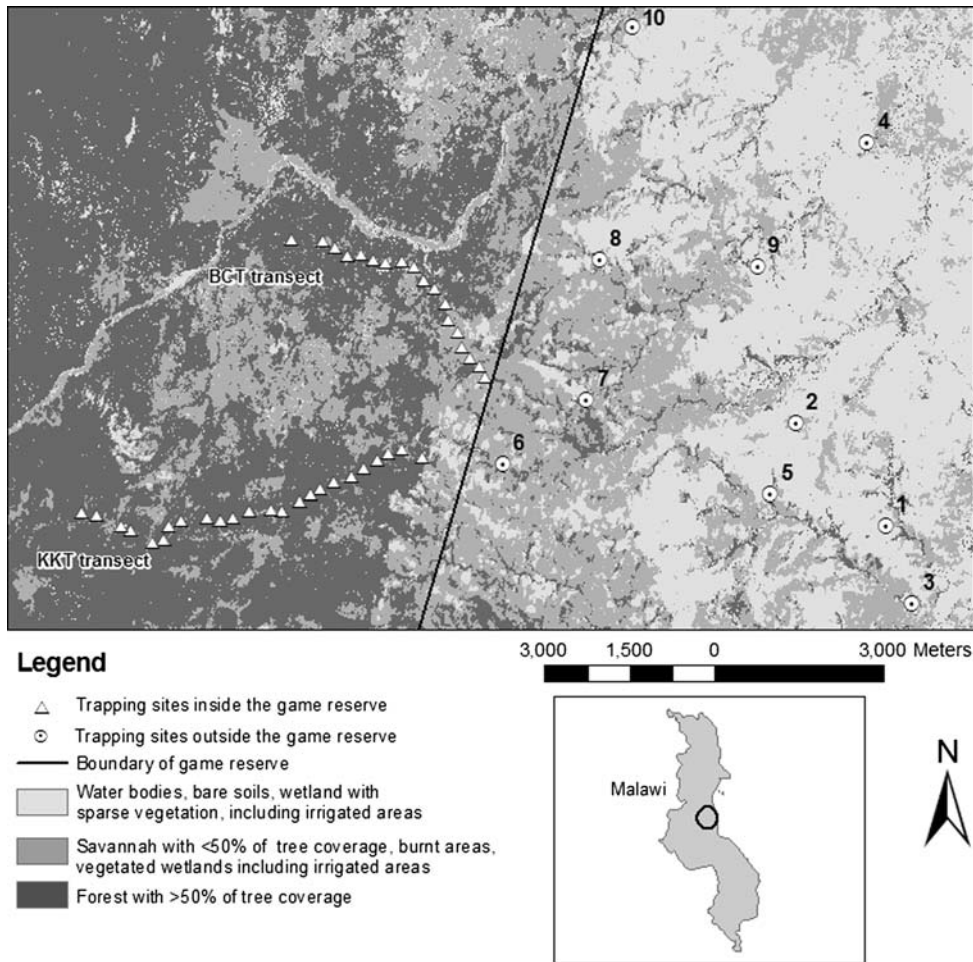 10
4
8
9
BCT transect
7
2
6
5
1
KKT transect
3
Legend
3,000 1,500 0 3,000 Meters
Trapping sites inside the game reserve
Trapping sites outside the game reserve
Boundary of game reserve
Water bodies, bare soils, wetland with
sparse vegetation, including irrigated areas
Savannah with <50% of tree coverage, burnt areas,
vegetated wetlands including irrigated areas
Forest with >50% of tree coverage
Malawi
N